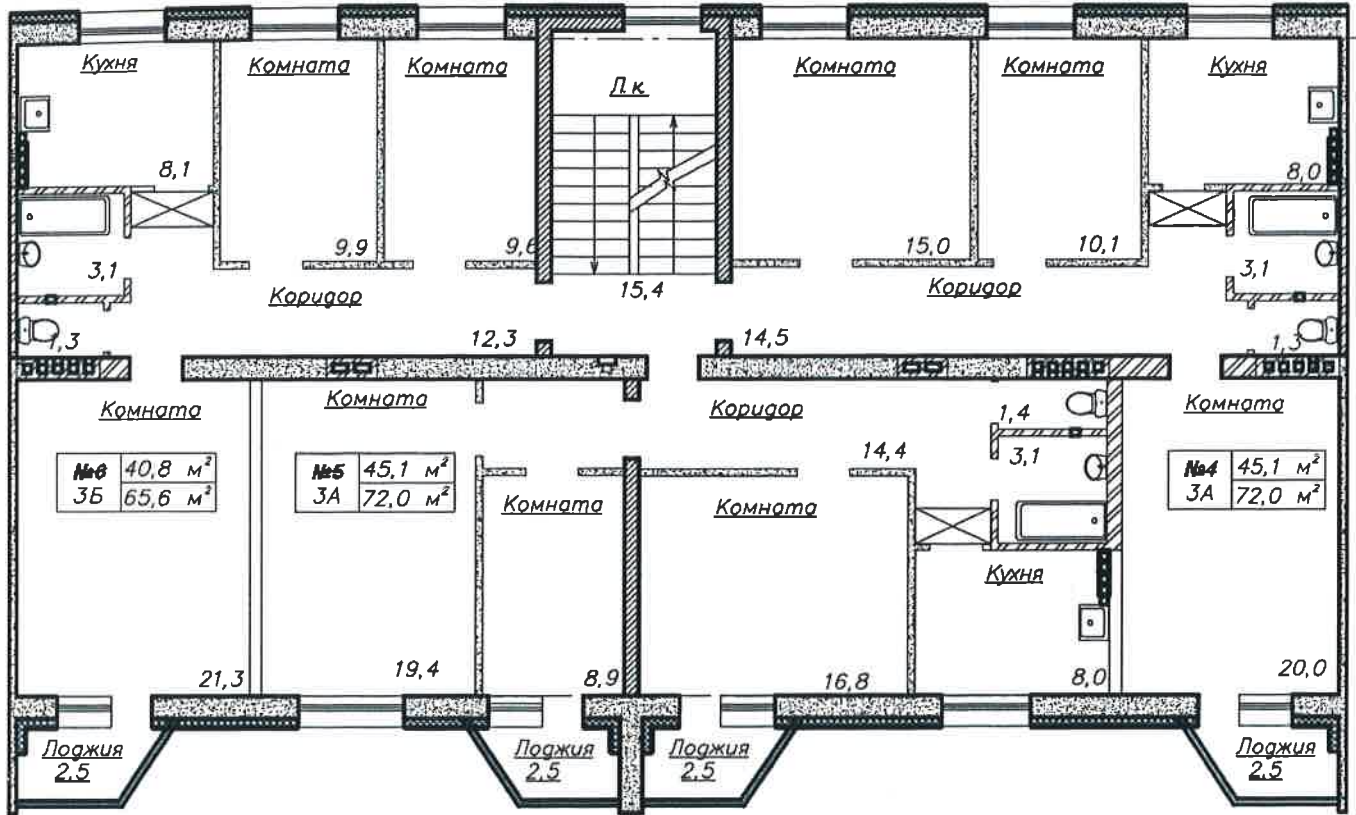 Кухня
Комната
Комната
Л.к.
Комната
Комната
Кухня
8,1
9,9
9,6
15,0
10,1
8,0
3,1
3,1
Коридор
15,4
Коридор
1,3
12,3
14,5
1,3
Комната
Комната
Коридор
1,4
Комната
14,4
3,1
№6 40,8 м²
3Б 65,6 м²
№5 45,1 м²
3А 72,0 м²
№4 45,1 м²
3А 72,0 м²
Комната
Комната
Кухня
21,3
19,4
8,9
16,8
8,0
20,0
Лоджия
2,5
Лоджия
2,5
Лоджия
2,5
Лоджия
2,5